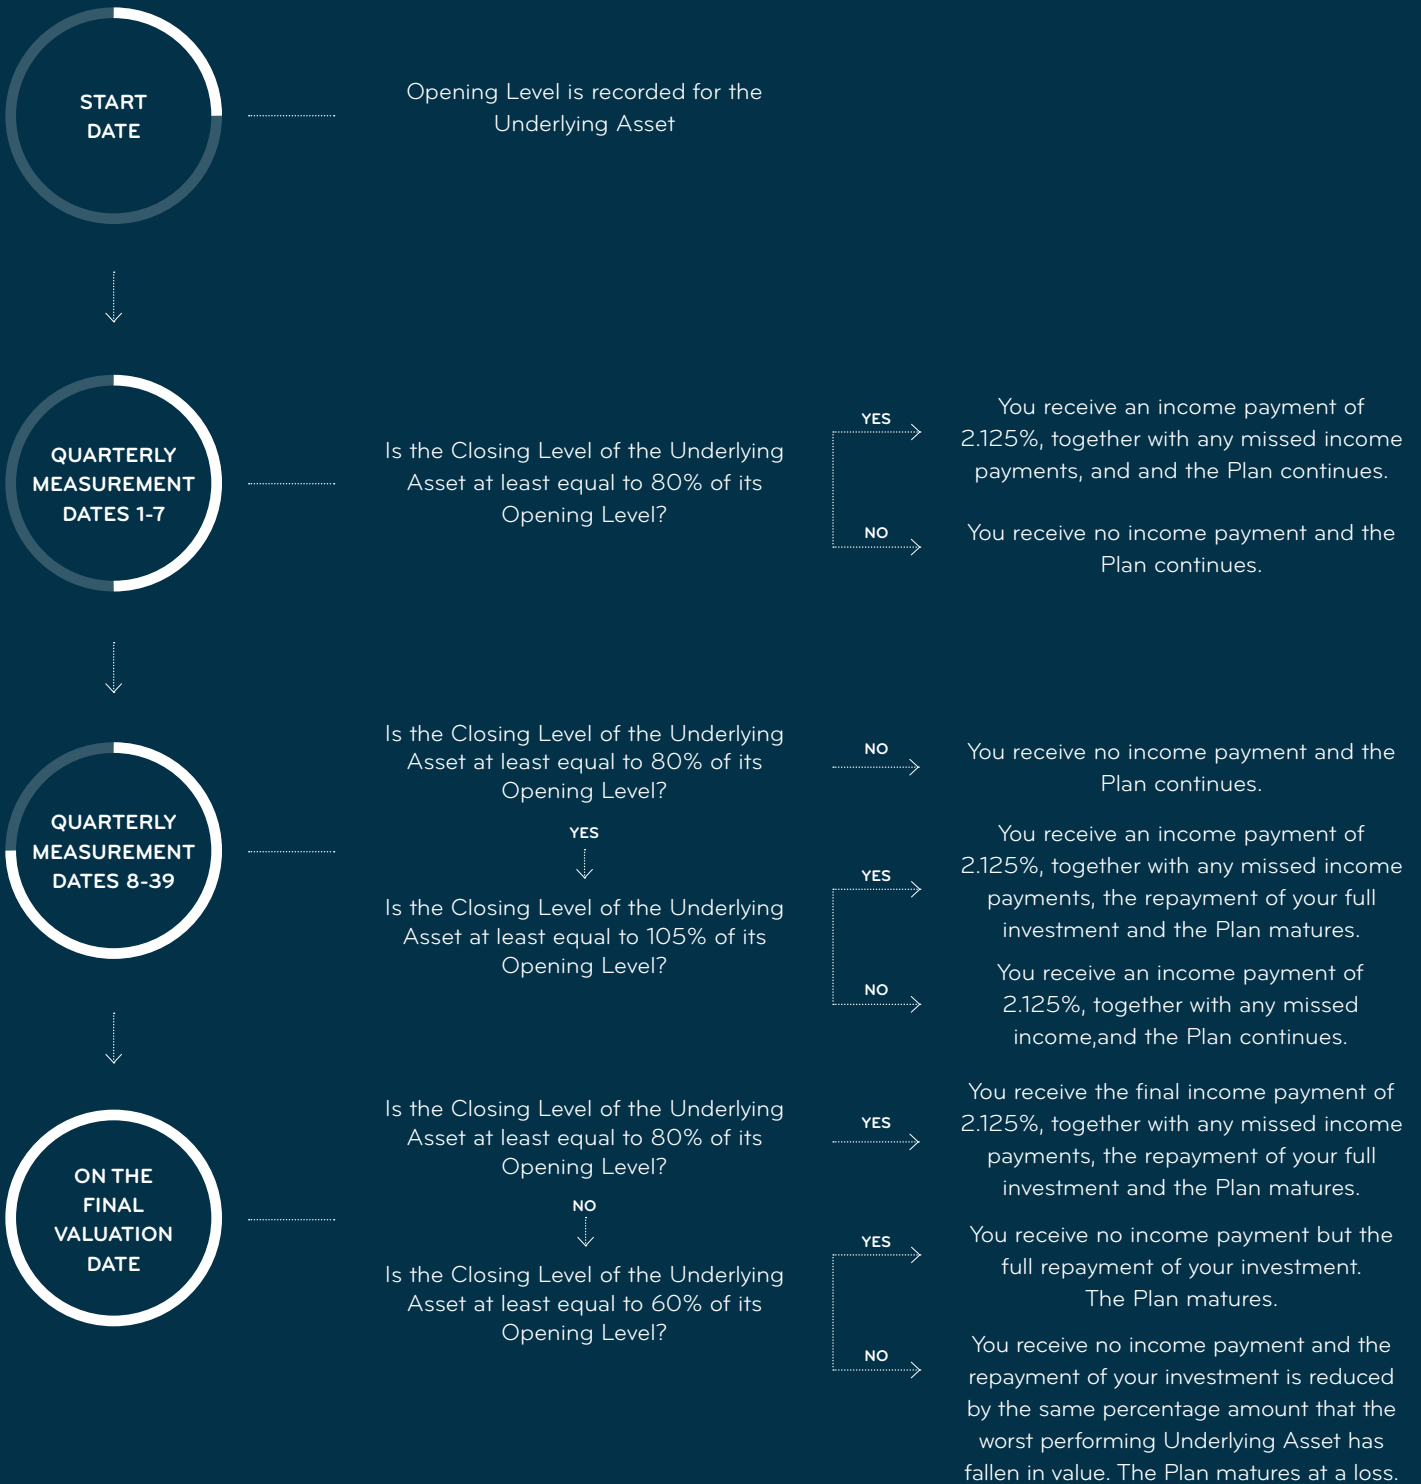 START
DATE
Opening Level is recorded for the
Underlying Asset
QUARTERLY
MEASUREMENT
DATES 1-7
Is the Closing Level of the Underlying
Asset at least equal to 80% of its
Opening Level?
YES
You receive an income payment of
2.125%, together with any missed income
payments, and and the Plan continues.
NO
You receive no income payment and the
Plan continues.
QUARTERLY
MEASUREMENT
DATES 8-39
Is the Closing Level of the Underlying
Asset at least equal to 80% of its
Opening Level?
NO
You receive no income payment and the
Plan continues.
YES
Is the Closing Level of the Underlying
Asset at least equal to 105% of its
Opening Level?
YES
You receive an income payment of
2.125%, together with any missed income
payments, the repayment of your full
investment and the Plan matures.
NO
You receive an income payment of
2.125%, together with any missed
income,and the Plan continues.
ON THE
FINAL
VALUATION
DATE
Is the Closing Level of the Underlying
Asset at least equal to 80% of its
Opening Level?
YES
You receive the final income payment of
2.125%, together with any missed income
payments, the repayment of your full
investment and the Plan matures.
NO
Is the Closing Level of the Underlying
Asset at least equal to 60% of its
Opening Level?
YES
You receive no income payment but the
full repayment of your investment.
The Plan matures.
NO
You receive no income payment and the
repayment of your investment is reduced
by the same percentage amount that the
worst performing Underlying Asset has
fallen in value. The Plan matures at a loss.